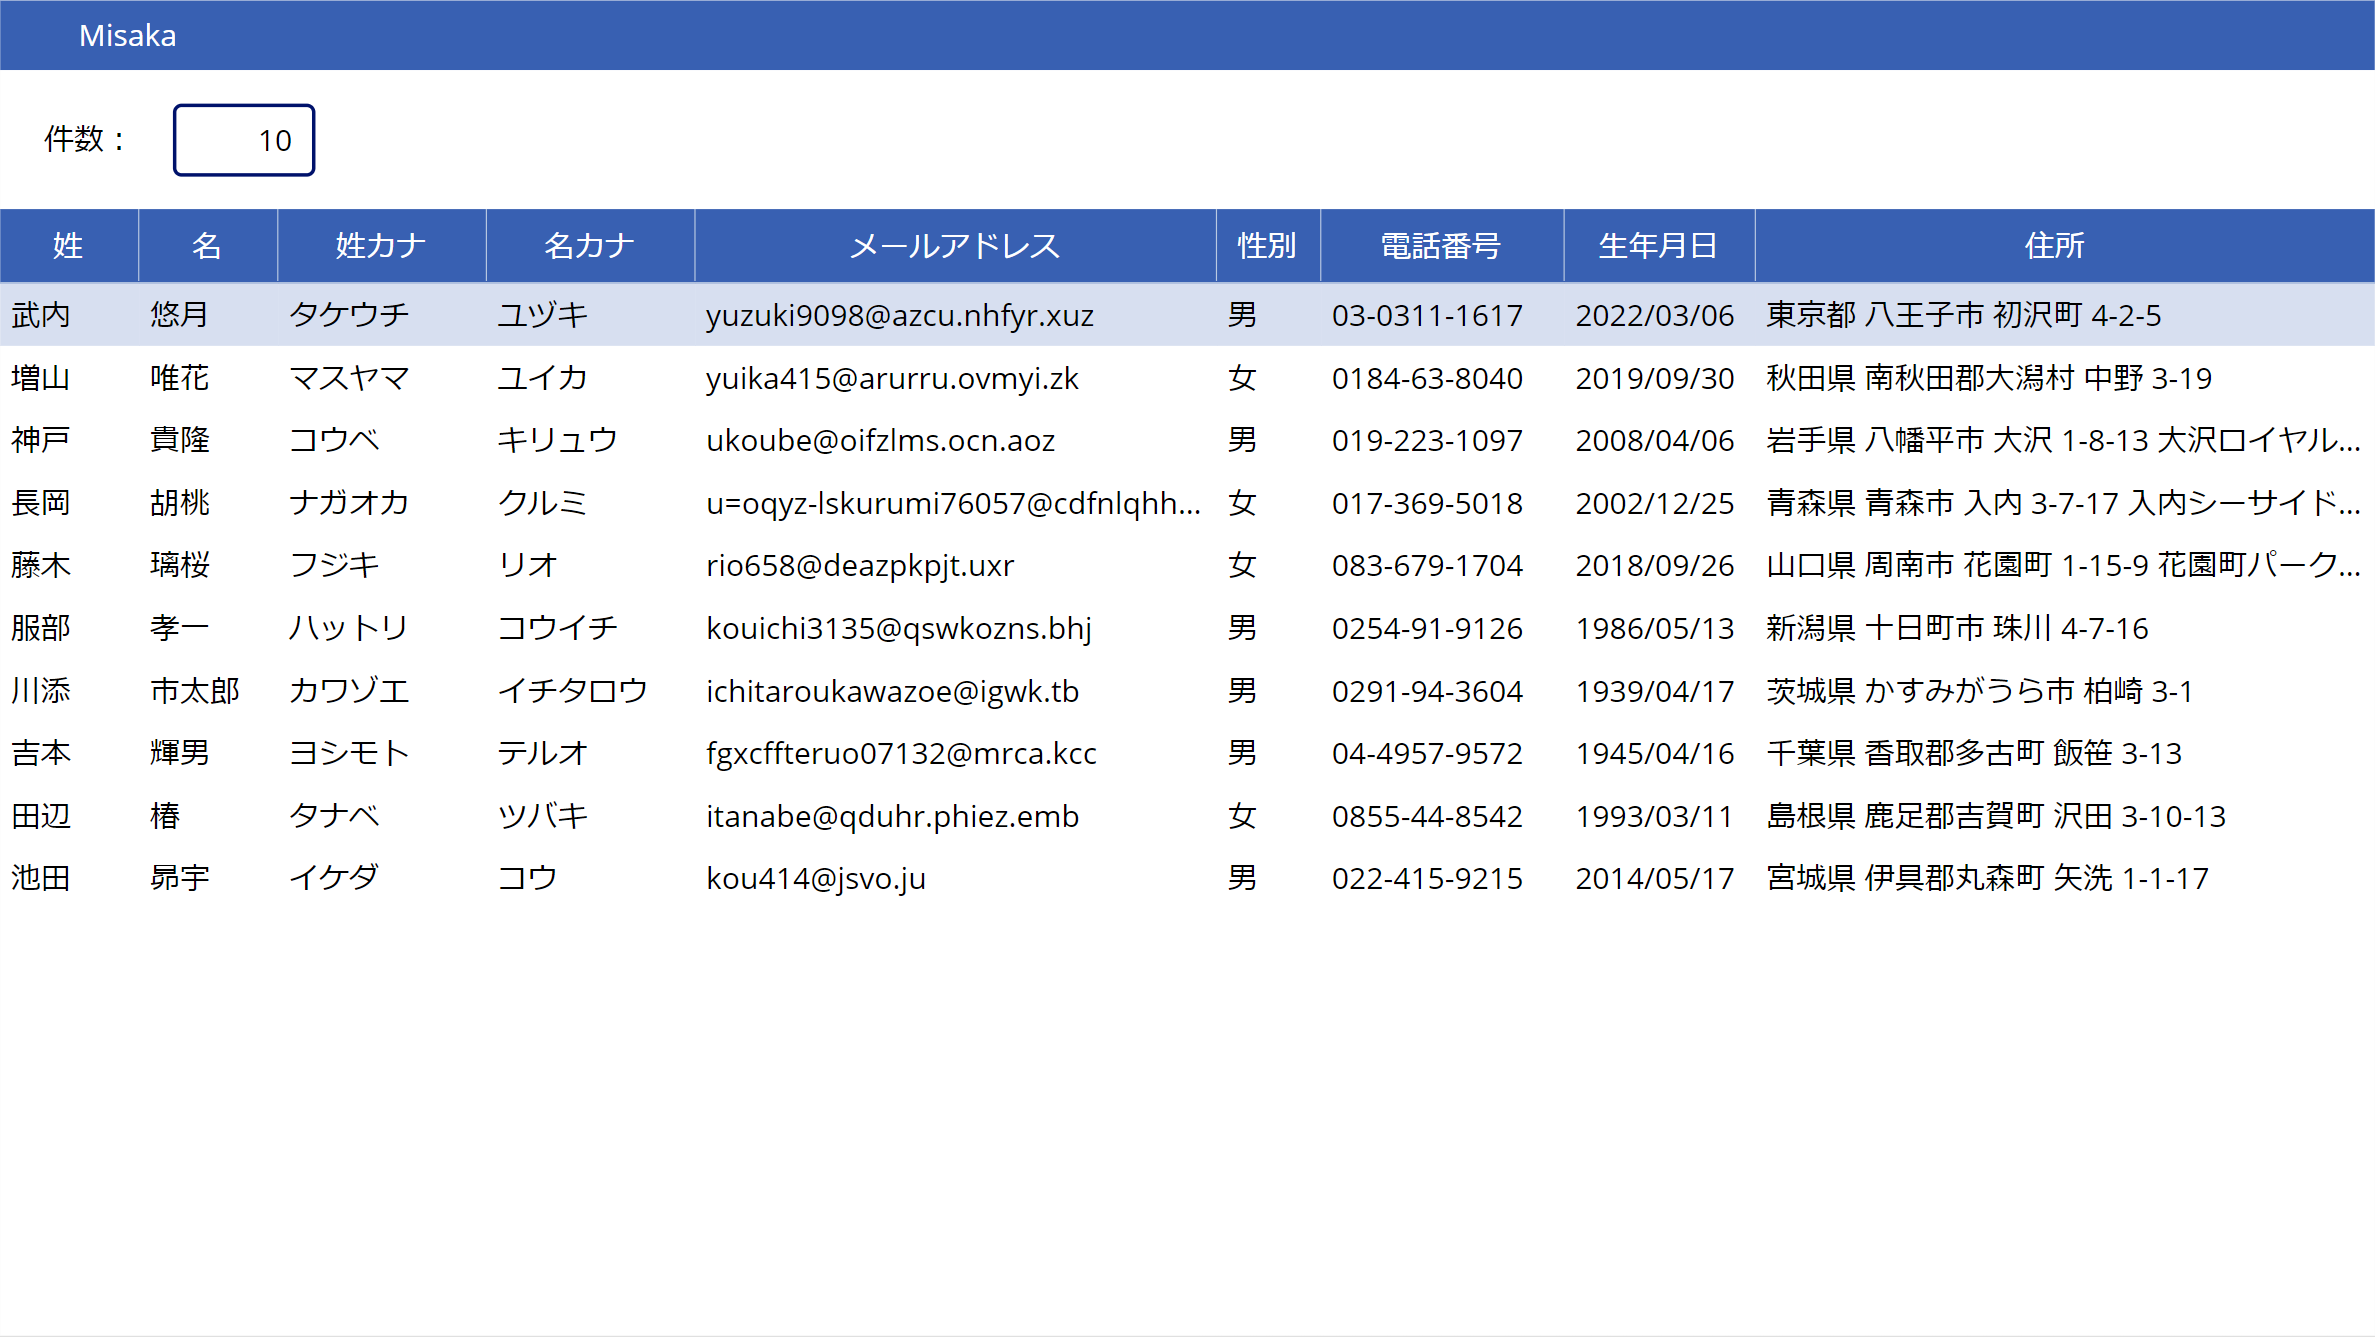 Misaka
件数： 10
姓 名 姓カナ 名カナ メールアドレス 性別 電話番号 生年月日 住所
武内 悠月 タケウチ ユヅキ yuzuki9098@azcu.nhfyr.xuz 男 03-0311-1617 2022/03/06 東京都 八王子市 初沢町 4-2-5
増山 唯花 マスヤマ ユイカ yuika415@arurru.ovmyi.zk 女 0184-63-8040 2019/09/30 秋田県 南秋田郡大潟村 中野 3-19
神戸 貴隆 コウベ キリュウ ukoube@oifzlms.ocn.aoz 男 019-223-1097 2008/04/06 岩手県 八幡平市 大沢 1-8-13 大沢ロイヤル...
長岡 胡桃 ナガオカ クルミ u=oqyz-lskurumi76057@cdfnlqhh... 女 017-369-5018 2002/12/25 青森県 青森市 入内 3-7-17 入内シーサイド...
藤木 璃桜 フジキ リオ rio658@deazpkpjt.uxr 女 083-679-1704 2018/09/26 山口県 周南市 花園町 1-15-9 花園町パーク...
服部 孝一 ハットリ コウイチ kouichi3135@qswkozns.bhj 男 0254-91-9126 1986/05/13 新潟県 十日町市 珠川 4-7-16
川添 市太郎 カワゾエ イチタロウ ichitaroukawazoe@igwk.tb 男 0291-94-3604 1939/04/17 茨城県 かすみがうら市 柏崎 3-1
吉本 輝男 ヨシモト テルオ fgxcffteruo07132@mrca.kcc 男 04-4957-9572 1945/04/16 千葉県 香取郡多古町 飯笹 3-13
田辺 椿 タナベ ツバキ itanabe@qduhr.phiez.emb 女 0855-44-8542 1993/03/11 島根県 鹿足郡吉賀町 沢田 3-10-13
池田 昴宇 イケダ コウ kou414@jsvo.ju 男 022-415-9215 2014/05/17 宮城県 伊具郡丸森町 矢洗 1-1-17